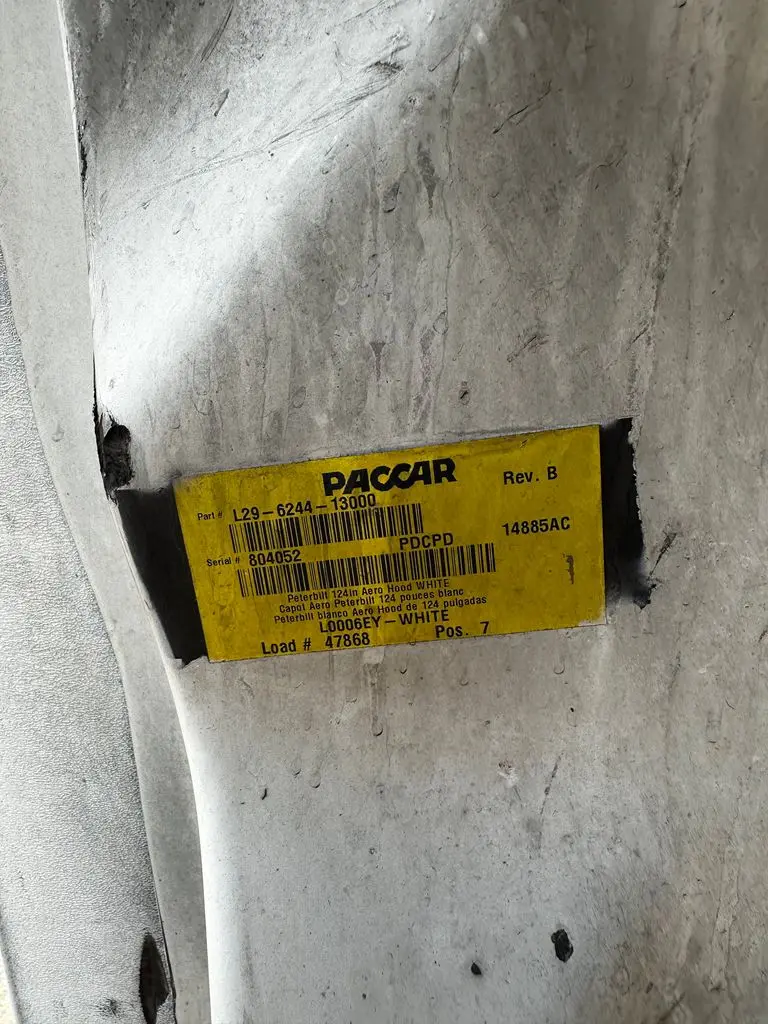 PACCAR
Rev. B
Part # L29-6244-13000
PDCPD
14885AC
Serial # 804052
Peterbilt 124in Aero Hood WHITE
Capot Aero Peterbilt 124 pouces blanc
Peterbilt blanco Aero Hood de 124 pulgadas
L0006EY-WHITE
Load # 47868 Pos. 7